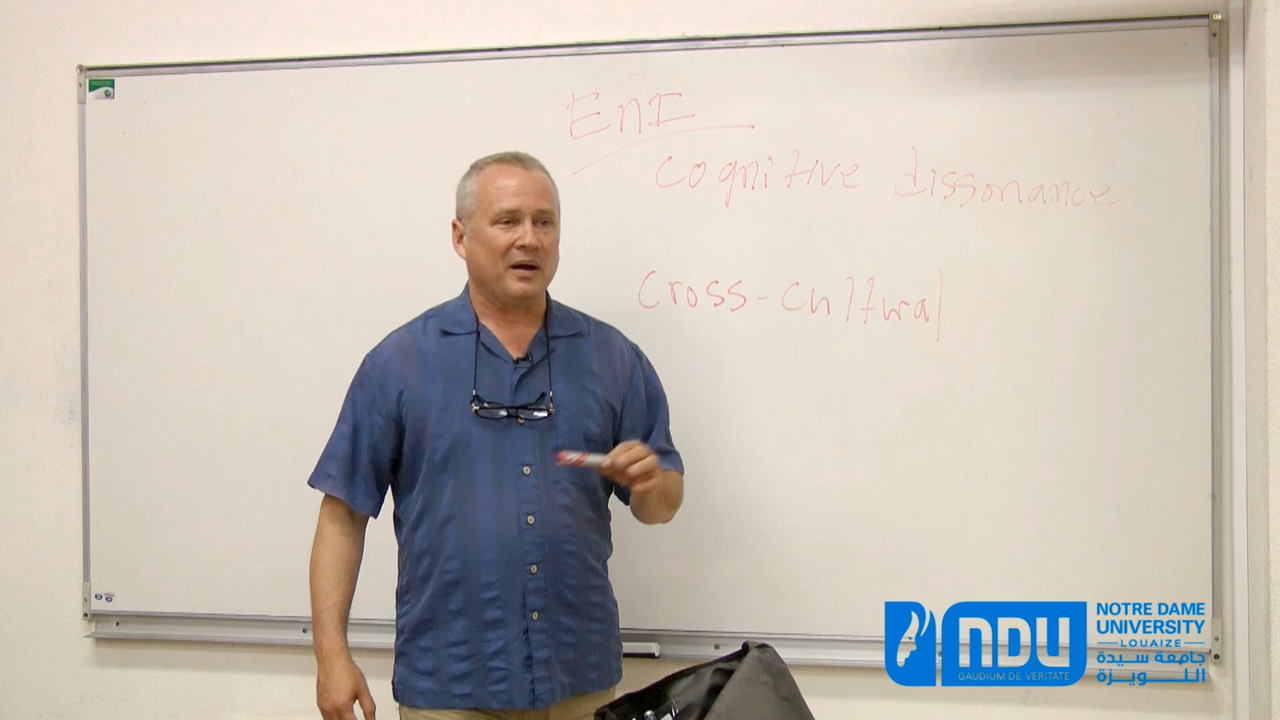 EnI
cognitive dissonance
cross-cultural
NDU
GAUDIUM DE VERITATE
NOTRE DAME
UNIVERSITY
LOUAIZE
جامعة سيدة
اللويزة